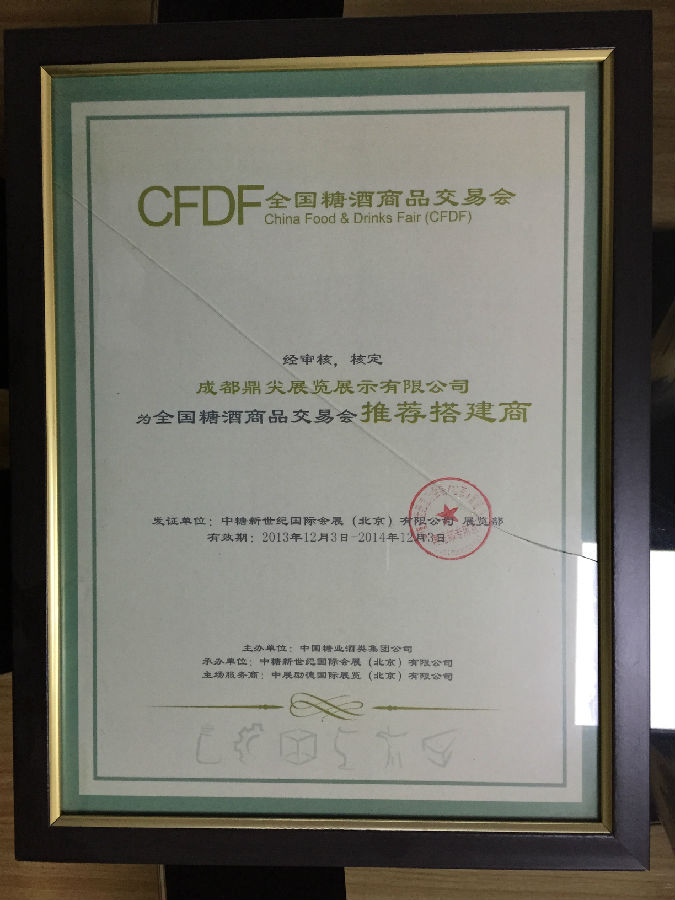 CFDF全国糖酒商品交易会
China Food & Drinks Fair (CFDF)
经审核，核定
成都鼎尖展览展示有限公司
为全国糖酒商品交易会推荐搭建商
发证单位：中糖新世纪国际会展（北京）有限公司 展览部
有效期：2013年12月3日-2014年12月3日
主办单位：中国糖业酒类集团公司
承办单位：中糖新世纪国际会展（北京）有限公司
主场服务商：中展励德国际展览（北京）有限公司